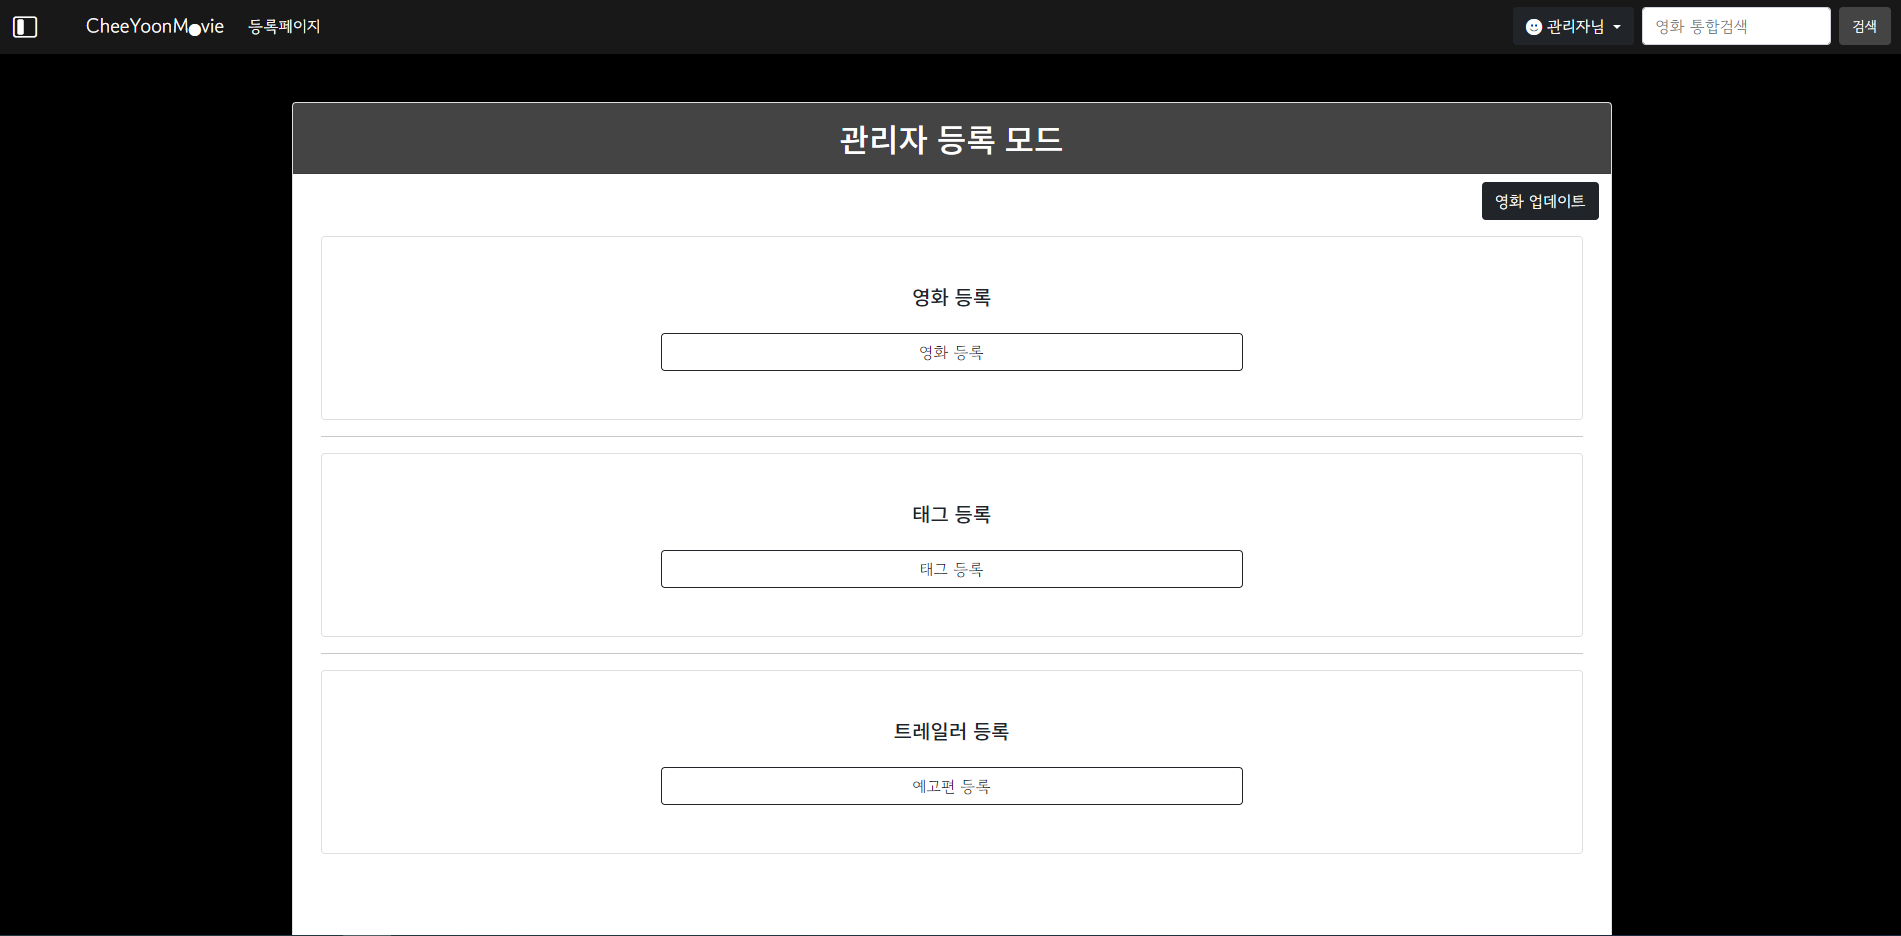 CheeYoonMovie 등록페이지 관리자님 영화 통합검색 검색
관리자 등록 모드
영화 업데이트
영화 등록
영화 등록
태그 등록
태그 등록
트레일러 등록
예고편 등록